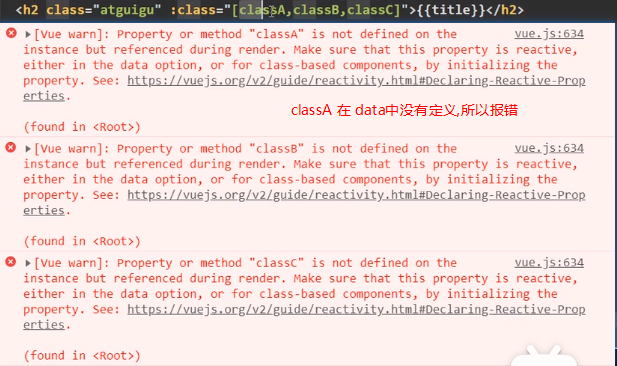 <h2 class="atguigu" :class="[classA,classB,classC]">{{title}}</h2>
[Vue warn]: Property or method "classA" is not defined on the vue.js:634
instance but referenced during render. Make sure that this property is reactive,
either in the data option, or for class-based components, by initializing the
property. See: https://vuejs.org/v2/guide/reactivity.html#Declaring-Reactive-Prop
erties.
classA 在 data中没有定义,所以报错
(found in <Root>)
[Vue warn]: Property or method "classB" is not defined on the vue.js:634
instance but referenced during render. Make sure that this property is reactive,
either in the data option, or for class-based components, by initializing the
property. See: https://vuejs.org/v2/guide/reactivity.html#Declaring-Reactive-Prop
erties.
(found in <Root>)
[Vue warn]: Property or method "classC" is not defined on the vue.js:634
instance but referenced during render. Make sure that this property is reactive,
either in the data option, or for class-based components, by initializing the
property. See: https://vuejs.org/v2/guide/reactivity.html#Declaring-Reactive-Prop
erties.
(found in <Root>)